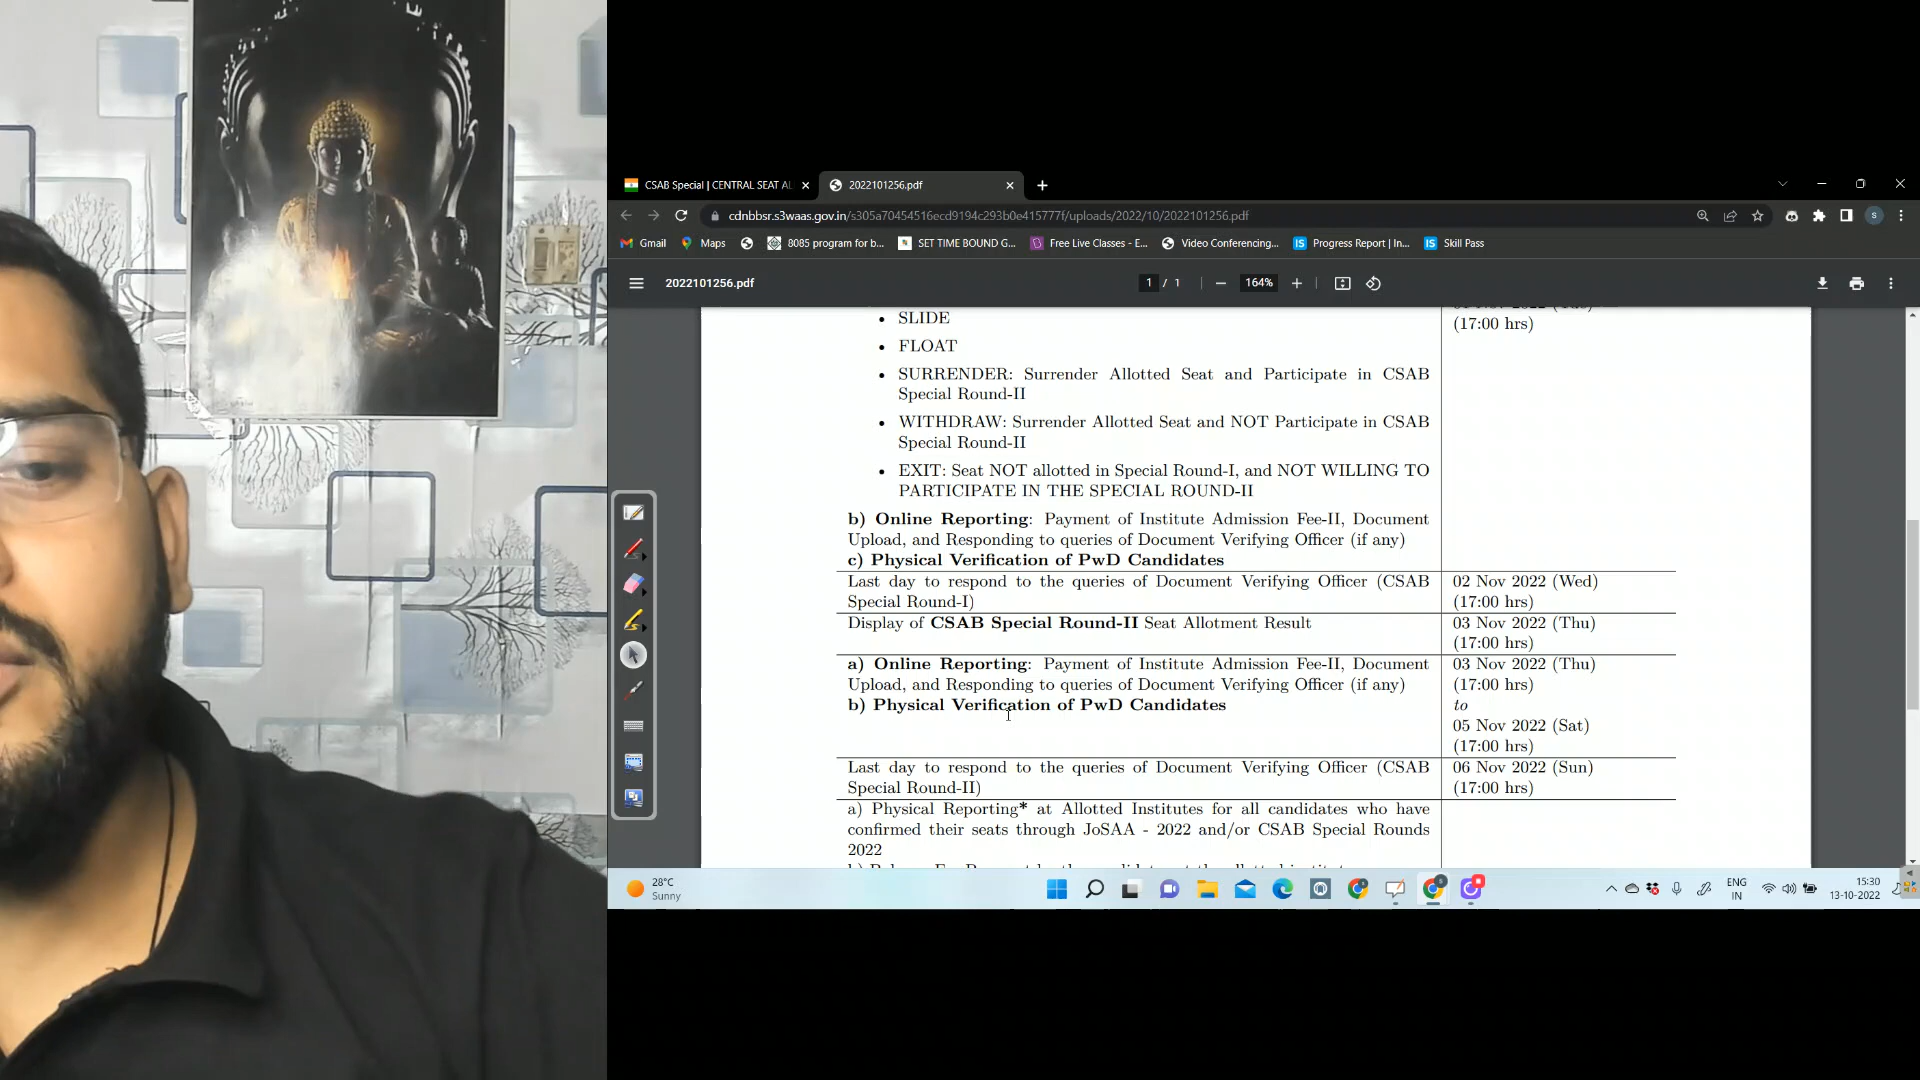 CSAB Special | CENTRAL SEAT AL
2022101256.pdf
cdnbbsr.s3waas.gov.in/s305a70454516ecd9194c293b0e415777f/uploads/2022/10/2022101256.pdf
Gmail
Maps
8085 program for b...
SET TIME BOUND G...
Free Live Classes - E...
Video Conferencing...
Progress Report | In...
Skill Pass
2022101256.pdf
1 / 1
164%
• SLIDE
(17:00 hrs)
• FLOAT
• SURRENDER: Surrender Allotted Seat and Participate in CSAB
Special Round-II
• WITHDRAW: Surrender Allotted Seat and NOT Participate in CSAB
Special Round-II
• EXIT: Seat NOT allotted in Special Round-I, and NOT WILLING TO
PARTICIPATE IN THE SPECIAL ROUND-II
b) Online Reporting: Payment of Institute Admission Fee-II, Document
Upload, and Responding to queries of Document Verifying Officer (if any)
c) Physical Verification of PwD Candidates
Last day to respond to the queries of Document Verifying Officer (CSAB
Special Round-I)
02 Nov 2022 (Wed)
(17:00 hrs)
Display of CSAB Special Round-II Seat Allotment Result
03 Nov 2022 (Thu)
(17:00 hrs)
a) Online Reporting: Payment of Institute Admission Fee-II, Document
Upload, and Responding to queries of Document Verifying Officer (if any)
b) Physical Verification of PwD Candidates
03 Nov 2022 (Thu)
(17:00 hrs)
to
05 Nov 2022 (Sat)
(17:00 hrs)
Last day to respond to the queries of Document Verifying Officer (CSAB
Special Round-II)
06 Nov 2022 (Sun)
(17:00 hrs)
a) Physical Reporting* at Allotted Institutes for all candidates who have
confirmed their seats through JoSAA - 2022 and/or CSAB Special Rounds
2022
28°C
Sunny
ENG
IN
15:30
13-10-2022